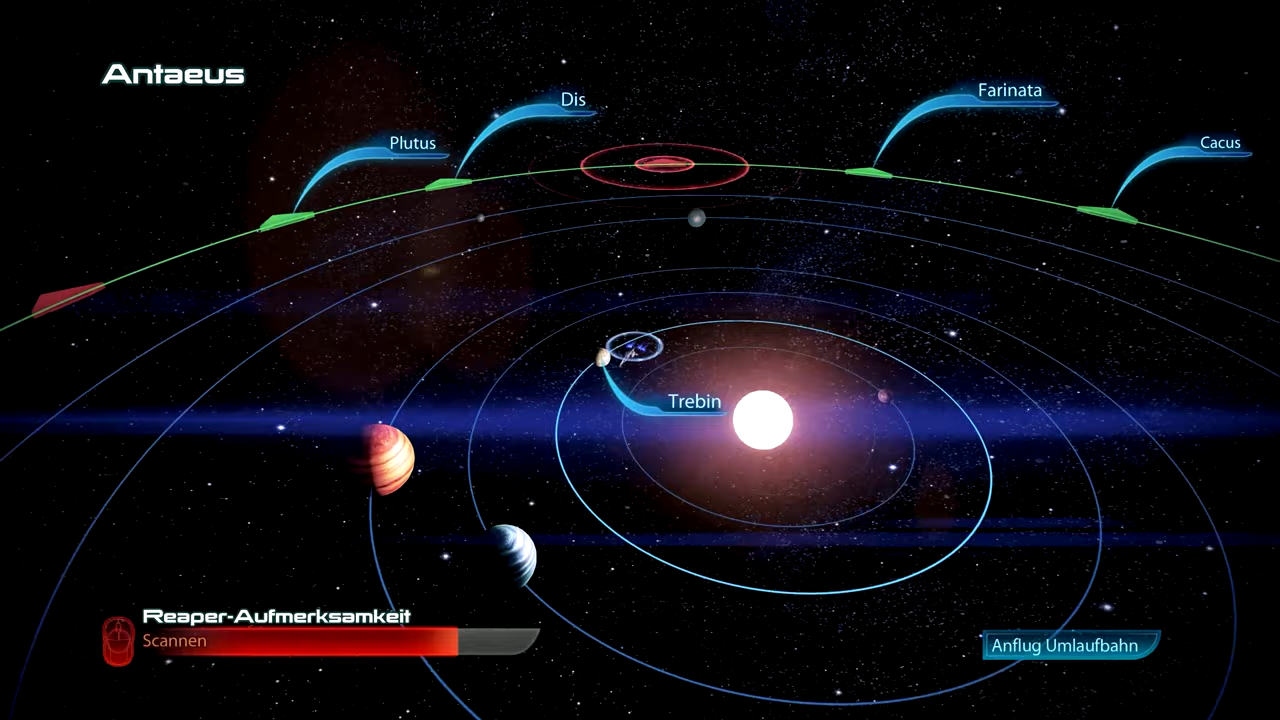 Antaeus
Dis
Farinata
Plutus
Cacus
Trebin
Reaper-Aufmerksamkeit
Scannen
Anflug Umlaufbahn